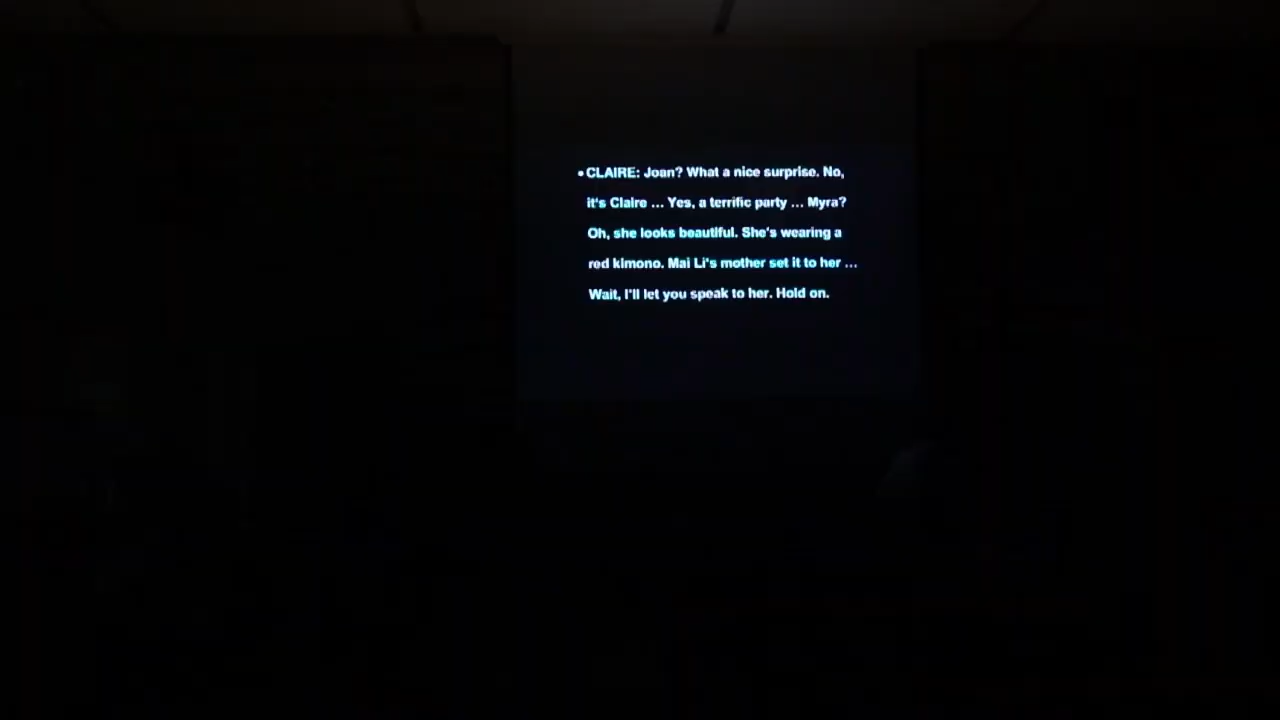 • CLAIRE: Joan? What a nice surprise. No,
it's Claire ... Yes, a terrific party ... Myra?
Oh, she looks beautiful. She's wearing a
red kimono. Mai Li's mother set it to her ...
Wait, I'll let you speak to her. Hold on.